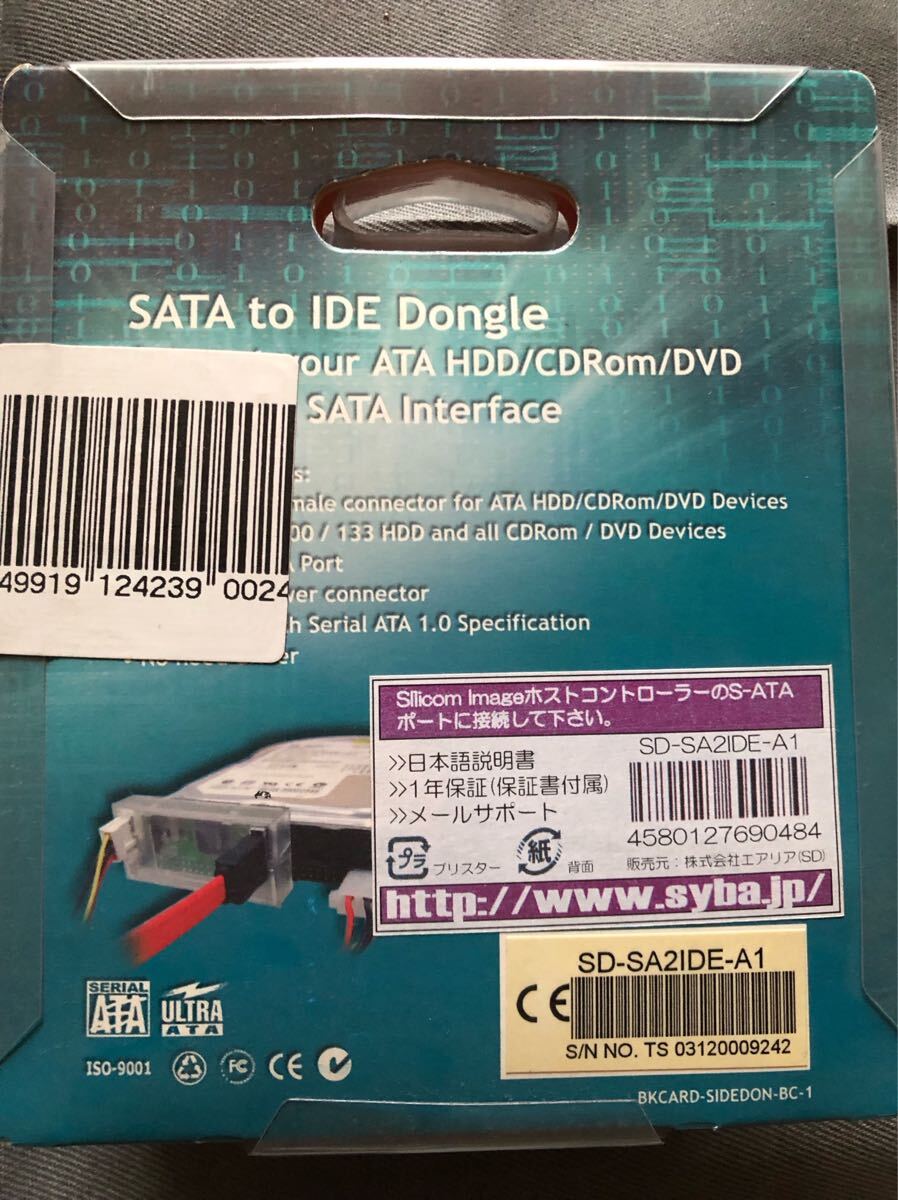 SATA to IDE Dongle
your ATA HDD/CDRom/DVD
SATA Interface
s:
male connector for ATA HDD/CDRom/DVD Devices
00 / 133 HDD and all CDRom / DVD Devices
Port
er connector
h Serial ATA 1.0 Specification
49919 124239 0024
SIlicom ImageホストコントローラーのS-ATA
ポートに接続して下さい。
>>日本語説明書
>>1年保証(保証書付属)
>>メールサポート
SD-SA2IDE-A1
4580127690484
プラ ブリスター 紙 背面
販売元:株式会社エアリア(SD)
http://www.syba.jp/
SD-SA2IDE-A1
CE
S/N NO. TS 03120009242
SERIAL ATA
ULTRA ATA
ISO-9001 FC CE
BKCARD-SIDEDON-BC-1